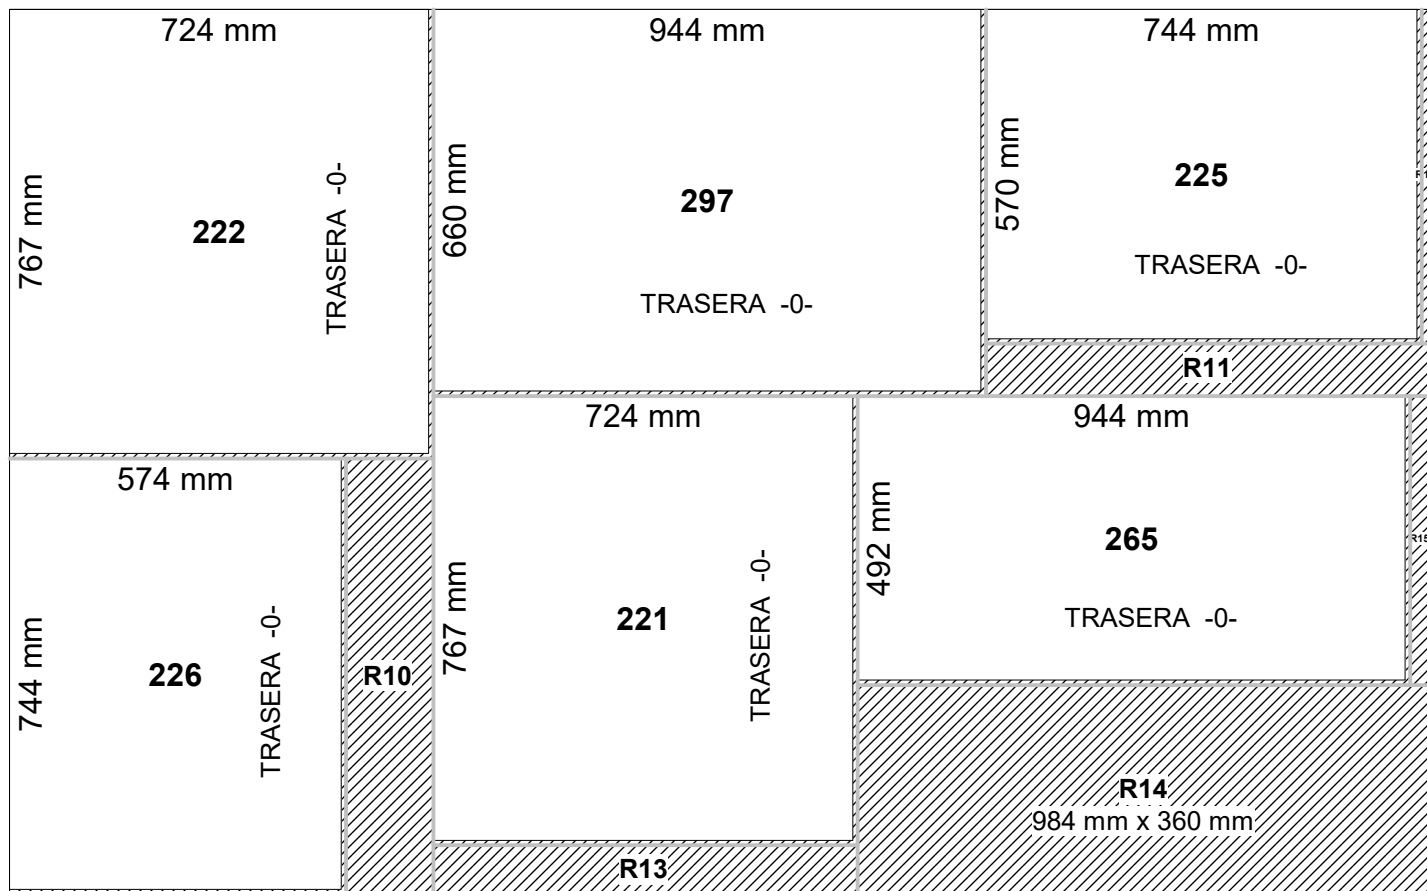 724 mm
767 mm
222
TRASERA -0-
944 mm
660 mm
297
TRASERA -0-
744 mm
570 mm
225
TRASERA -0-
R11
574 mm
744 mm
226
TRASERA -0-
R10
724 mm
767 mm
221
TRASERA -0-
R13
944 mm
492 mm
265
TRASERA -0-
R15
R14
984 mm x 360 mm